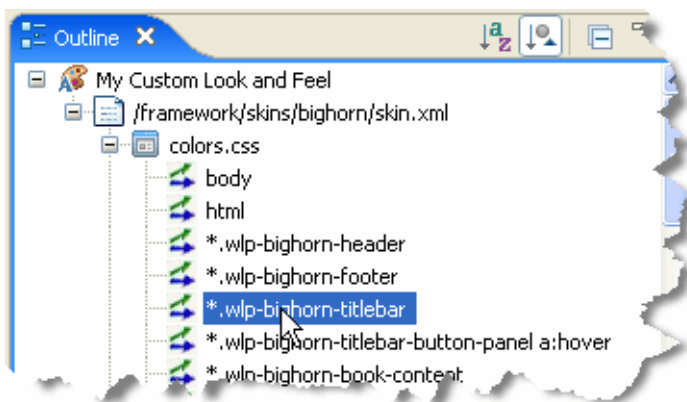 Outline
My Custom Look and Feel
/framework/skins/bighorn/skin.xml
colors.css
body
html
*.wlp-bighorn-header
*.wlp-bighorn-footer
*.wlp-bighorn-titlebar
*.wlp-bighorn-titlebar-button-panel a:hover
*.wlp-bighorn-book-content